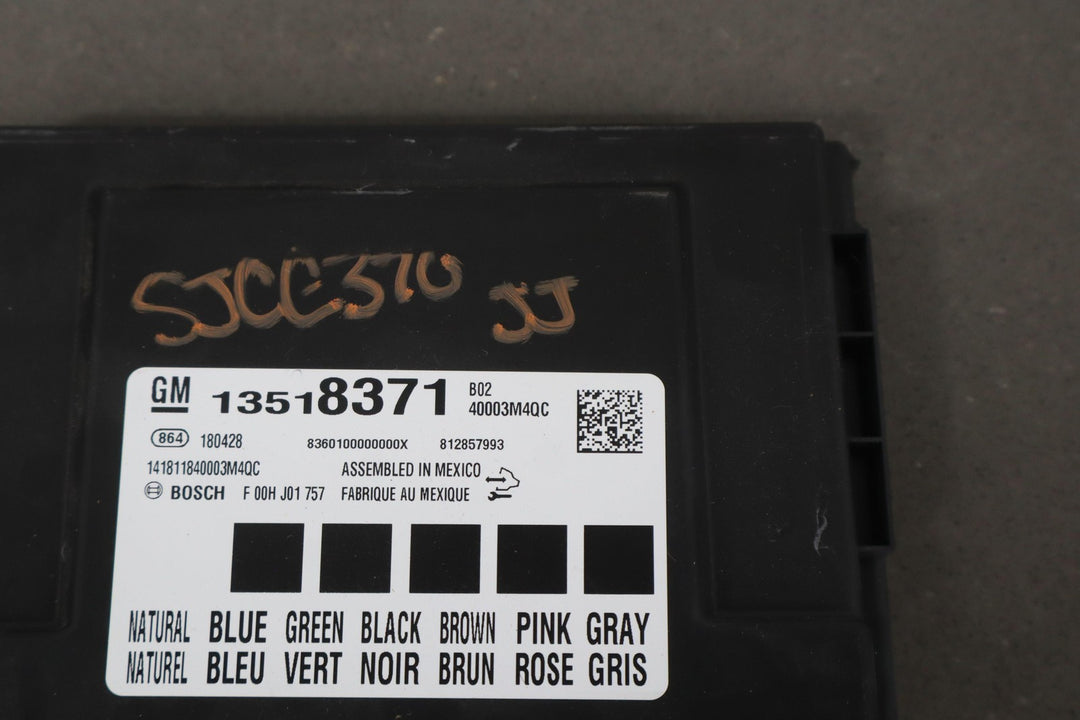 SJCC370 JJ
GM 13518371 B02
40003M4QC
864 180428 8360100000000X 812857993
141811840003M4QC ASSEMBLED IN MEXICO
BOSCH F 00H J01 757 FABRIQUE AU MEXIQUE
NATURAL BLUE GREEN BLACK BROWN PINK GRAY
NATUREL BLEU VERT NOIR BRUN ROSE GRIS